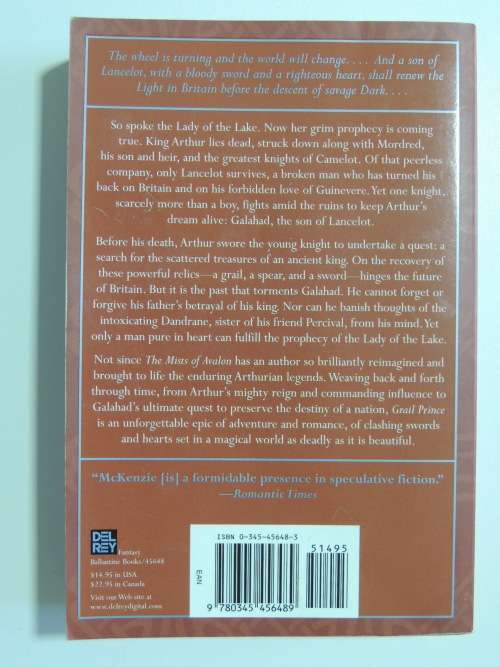 The wheel is turning and the world will change. . . . And a son of
Lancelot, with a bloody sword and a righteous heart, shall renew the
Light in Britain before the descent of savage Dark. . . .
So spoke the Lady of the Lake. Now her grim prophecy is coming
true. King Arthur lies dead, struck down along with Mordred,
his son and heir, and the greatest knights of Camelot. Of that peerless
company, only Lancelot survives, a broken man who has turned his
back on Britain and on his forbidden love of Guinevere. Yet one knight,
scarcely more than a boy, fights amid the ruins to keep Arthur's
dream alive: Galahad, the son of Lancelot.
Before his death, Arthur swore the young knight to undertake a quest: a
search for the scattered treasures of an ancient king. On the recovery of
these powerful relics—a grail, a spear, and a sword—hinges the future
of Britain. But it is the past that torments Galahad. He cannot forget or
forgive his father's betrayal of his king. Nor can he banish thoughts of the
intoxicating Dandrane, sister of his friend Percival, from his mind. Yet
only a man pure in heart can fulfill the prophecy of the Lady of the Lake.
Not since The Mists of Avalon has an author so brilliantly reimagined and
brought to life the enduring Arthurian legends. Weaving back and forth
through time, from Arthur's mighty reign and commanding influence to
Galahad's ultimate quest to preserve the destiny of a nation, Grail Prince
is an unforgettable epic of adventure and romance, of clashing swords
and hearts set in a magical world as deadly as it is beautiful.
"McKenzie [is] a formidable presence in speculative fiction."
—Romantic Times
DEL
REY
Fantasy
Ballantine Books/45648
$14.95 in USA
$22.95 in Canada
Visit our Web site at
www.delreydigital.com
ISBN 0-345-45648-3
51495
EAN
9 780345 456489